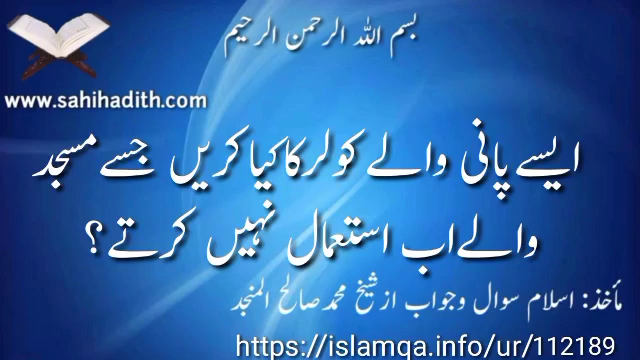 بسم اللہ الرحمن الرحیم
www.sahihadith.com
ایسے پانی والے کولر کا کیا کریں جسے مسجد
والے اب استعمال نہیں کرتے؟
مأخذ: اسلام سوال وجواب از شیخ محمد صالح المنجد
https://islamqa.info/ur/112189